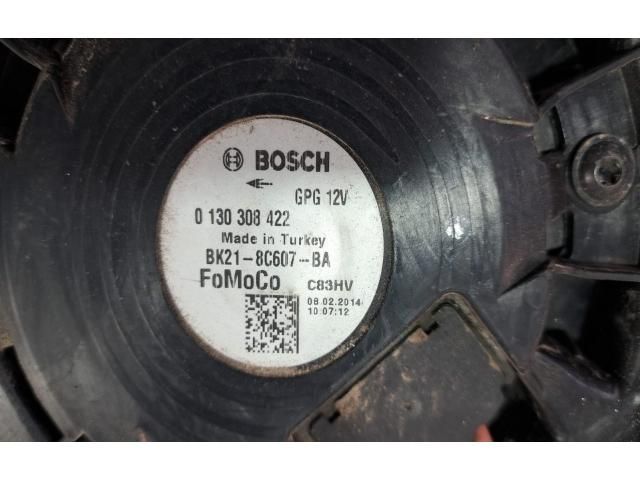 BOSCH
GPG 12V
0 130 308 422
Made in Turkey
BK21-8C607-BA
FoMoCo C83HV
08.02.2014
10:07:12